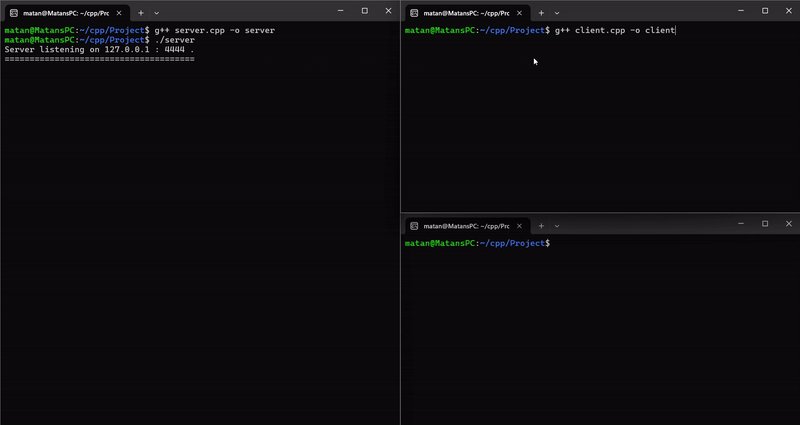 matan@MatansPC: ~/cpp/Prc
matan@MatansPC:~/cpp/Project$ g++ server.cpp -o server
matan@MatansPC:~/cpp/Project$ ./server
Server listening on 127.0.0.1 : 4444 .
======================================
matan@MatansPC: ~/cpp/Prc
matan@MatansPC:~/cpp/Project$ g++ client.cpp -o client
matan@MatansPC: ~/cpp/Prc
matan@MatansPC:~/cpp/Project$